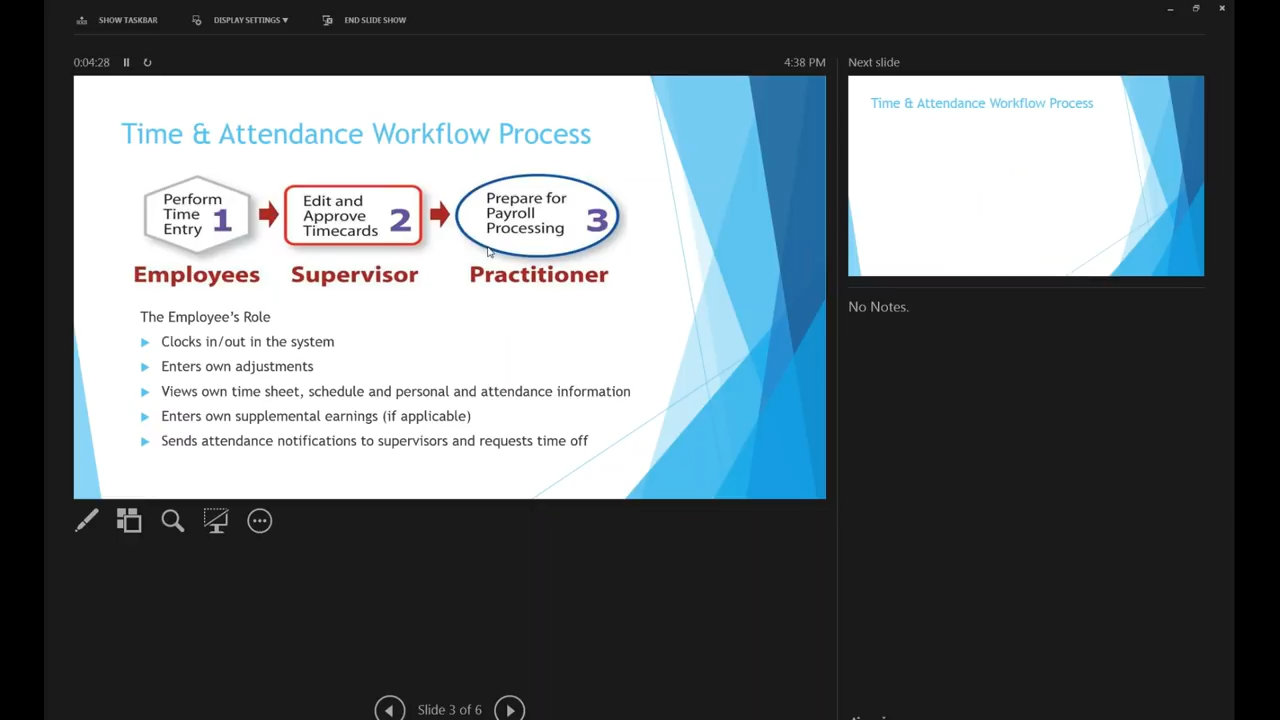 SHOW TASKBAR
DISPLAY SETTINGS ▼
END SLIDE SHOW
0:04:28
4:38 PM
Next slide
Time & Attendance Workflow Process
Perform
Time
Entry
1
Edit and
Approve
Timecards
2
Prepare for
Payroll
Processing
3
Employees
Supervisor
Practitioner
The Employee's Role
Clocks in/out in the system
Enters own adjustments
Views own time sheet, schedule and personal and attendance information
Enters own supplemental earnings (if applicable)
Sends attendance notifications to supervisors and requests time off
Time & Attendance Workflow Process
No Notes.
Slide 3 of 6